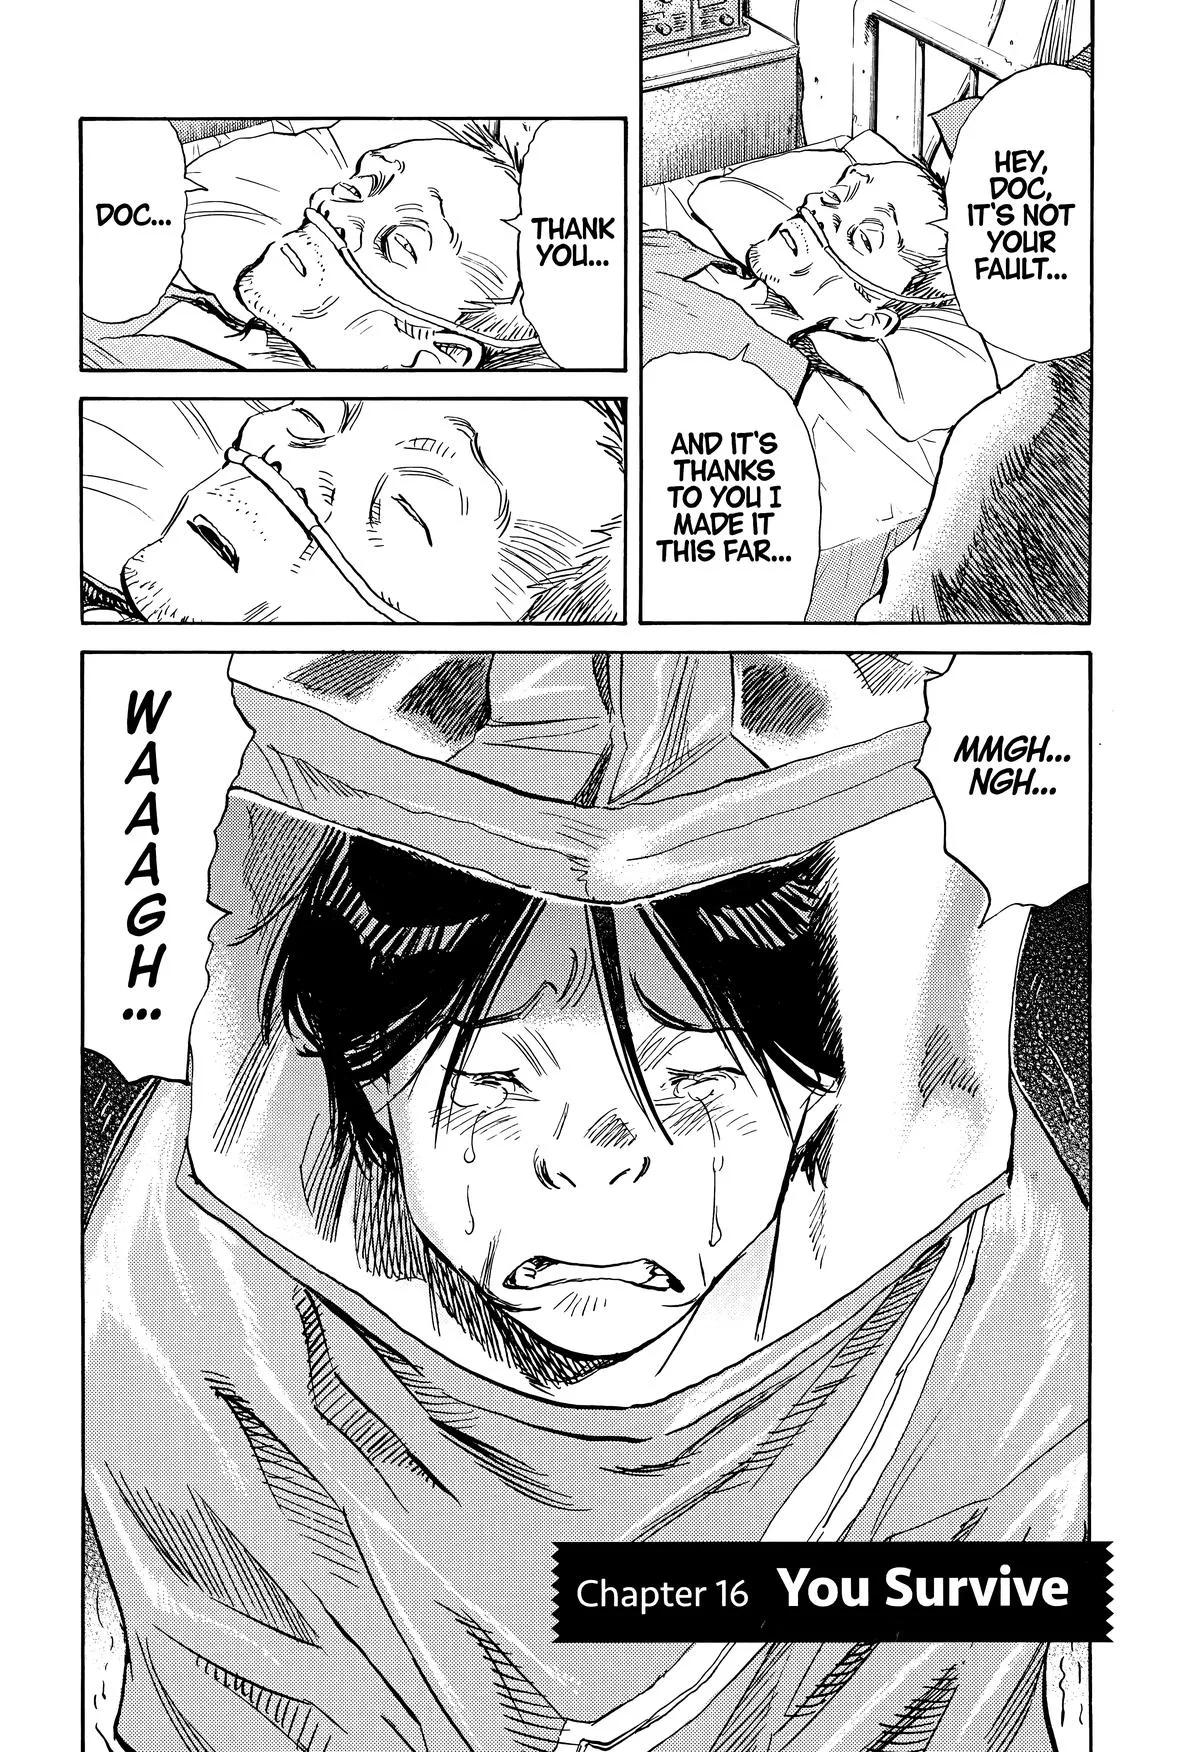 HEY,
DOC,
IT'S NOT
YOUR
FAULT...
AND IT'S
THANKS
TO YOU I
MADE IT
THIS FAR...
THANK
YOU...
DOC...
MMGH...
NGH...
WAAAGH...
Chapter 16 You Survive